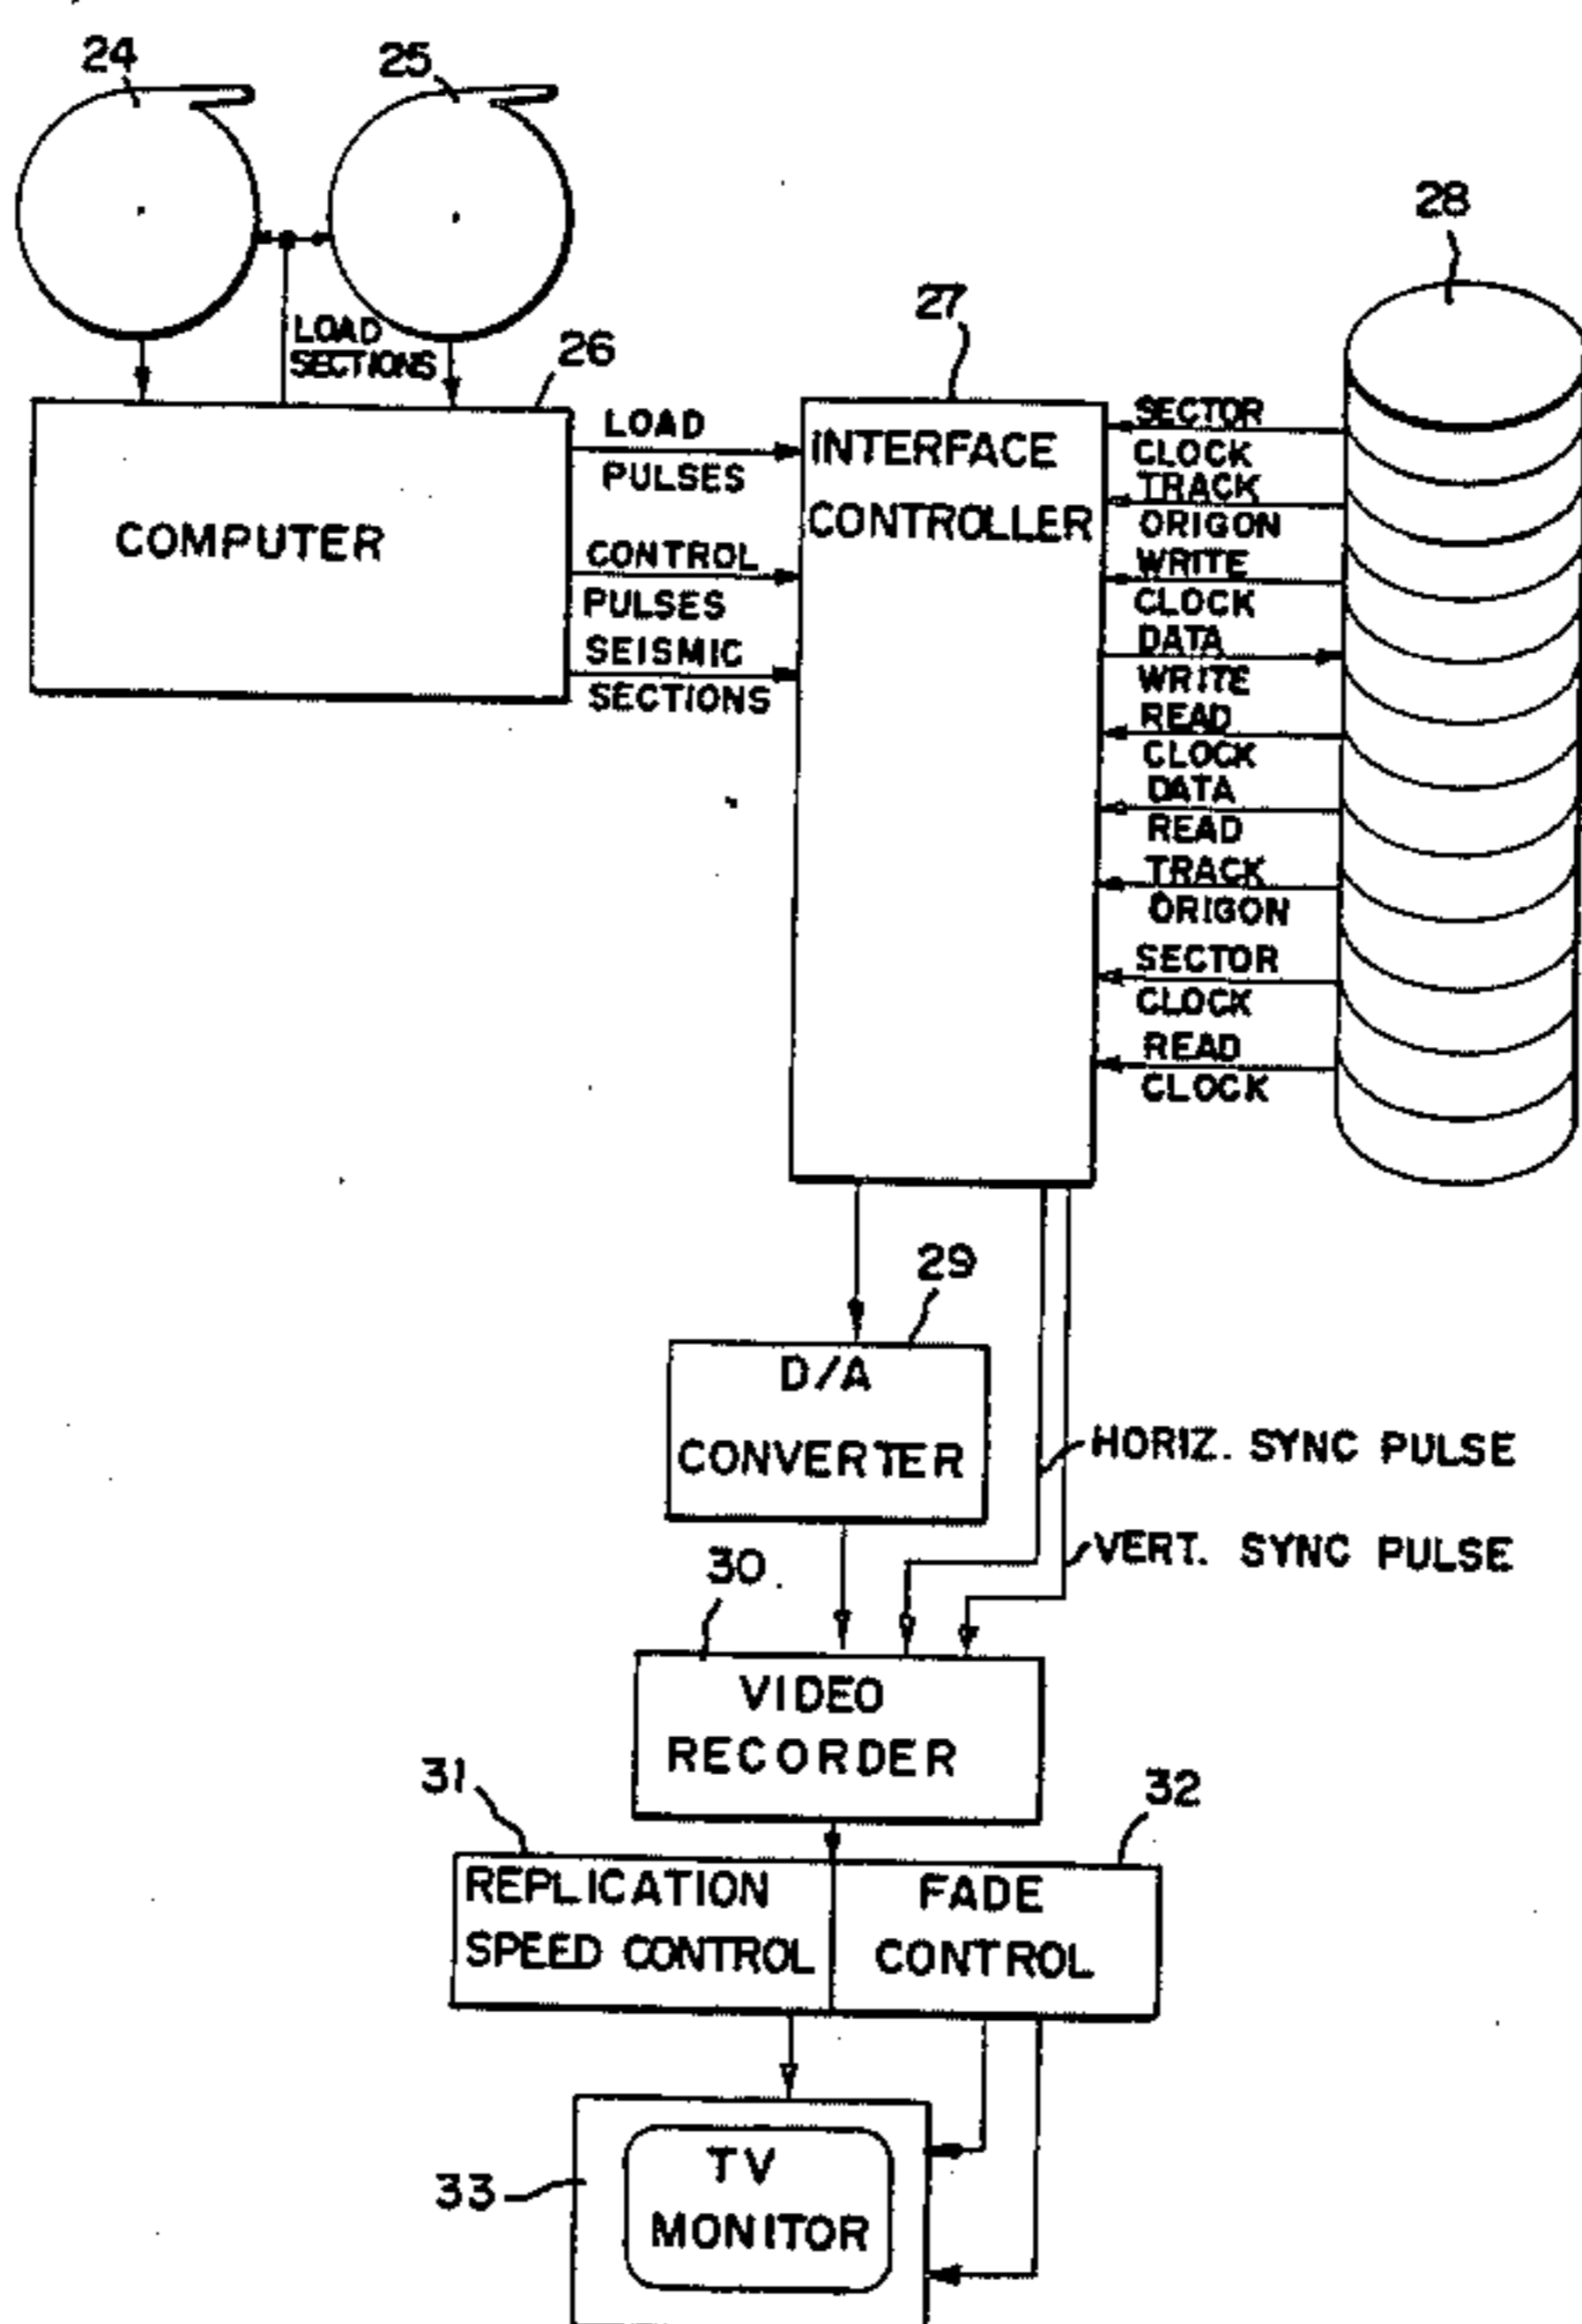 24
25
28
LOAD
SECTIONS
26
27
COMPUTER
LOAD
PULSES
CONTROL
PULSES
SEISMIC
SECTIONS
INTERFACE
CONTROLLER
SECTOR
CLOCK
TRACK
ORIGON
WRITE
CLOCK
DATA
WRITE
READ
CLOCK
DATA
READ
TRACK
ORIGON
SECTOR
CLOCK
READ
CLOCK
29
D/A
CONVERTER
HORIZ. SYNC PULSE
VERT. SYNC PULSE
30
VIDEO
RECORDER
31
32
REPLICATION
SPEED CONTROL
FADE
CONTROL
33
TV
MONITOR